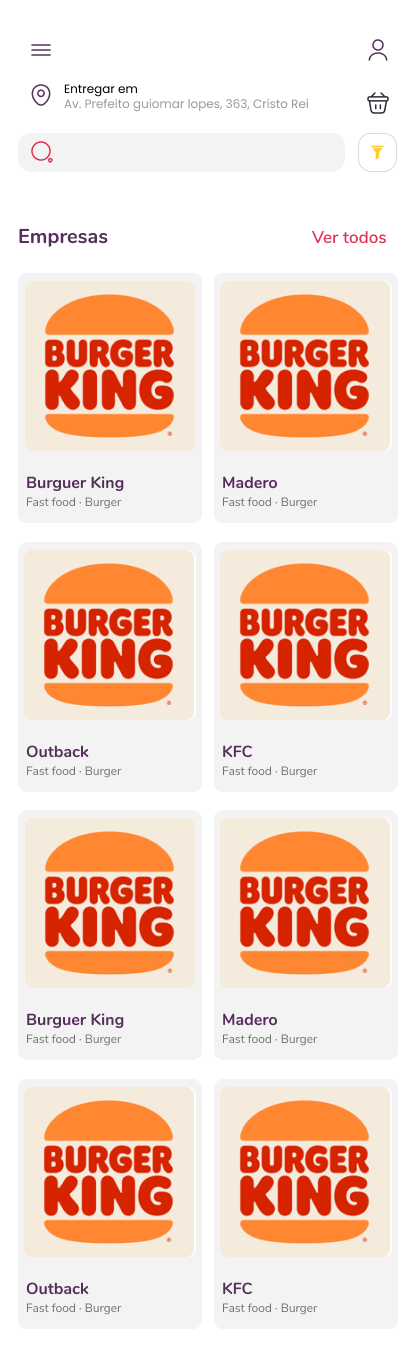 Entregar em
Av. Prefeito guiomar lopes, 363, Cristo Rei
Empresas
Ver todos
BURGER
KING
®
Burguer King
Fast food · Burger
BURGER
KING
®
Madero
Fast food · Burger
BURGER
KING
®
Outback
Fast food · Burger
BURGER
KING
®
KFC
Fast food · Burger
BURGER
KING
®
Burguer King
Fast food · Burger
BURGER
KING
®
Madero
Fast food · Burger
BURGER
KING
®
Outback
Fast food · Burger
BURGER
KING
®
KFC
Fast food · Burger